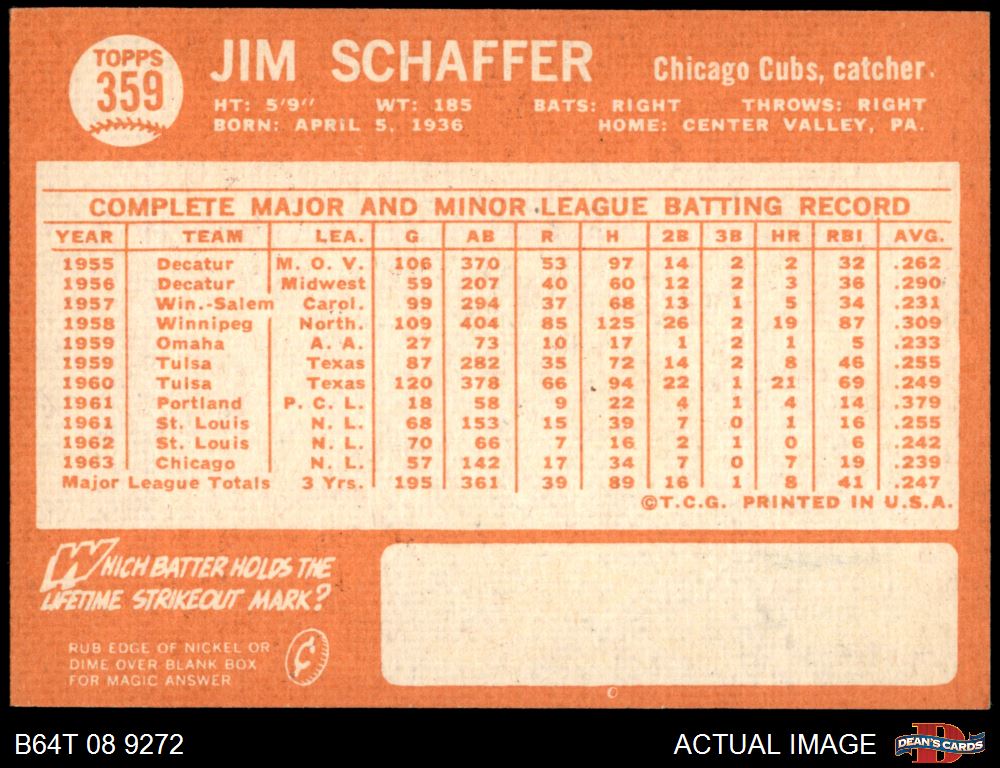 TOPPS
359
JIM SCHAFFER
Chicago Cubs, catcher
HT: 5'9" WT: 185 BATS: RIGHT THROWS: RIGHT
BORN: APRIL 5, 1936 HOME: CENTER VALLEY, PA.
COMPLETE MAJOR AND MINOR LEAGUE BATTING RECORD
YEAR TEAM LEA. G AB R H 2B 3B HR RBI AVG.
1955 Decatur M. O. V. 106 370 53 97 14 2 2 32 .262
1956 Decatur Midwest 59 207 40 60 12 2 3 36 .290
1957 Win.-Salem Carol. 99 294 37 68 13 1 5 34 .231
1958 Winnipeg North. 109 404 85 125 26 2 19 87 .309
1959 Omaha A. A. 27 73 10 17 1 2 1 5 .233
1959 Tulsa Texas 87 282 35 72 14 2 8 46 .255
1960 Tulsa Texas 120 378 66 94 22 1 21 69 .249
1961 Portland P. C. L. 18 58 9 22 4 1 4 14 .379
1961 St. Louis N. L. 68 153 15 39 7 0 1 16 .255
1962 St. Louis N. L. 70 66 7 16 2 1 0 6 .242
1963 Chicago N. L. 57 142 17 34 7 0 7 19 .239
Major League Totals 3 Yrs. 195 361 39 89 16 1 8 41 .247
©T.C.G. PRINTED IN U.S.A.
WHICH BATTER HOLDS THE
LIFETIME STRIKEOUT MARK?
RUB EDGE OF NICKEL OR
DIME OVER BLANK BOX
FOR MAGIC ANSWER
¢
B64T 08 9272
ACTUAL IMAGE
D
DEAN'S CARDS